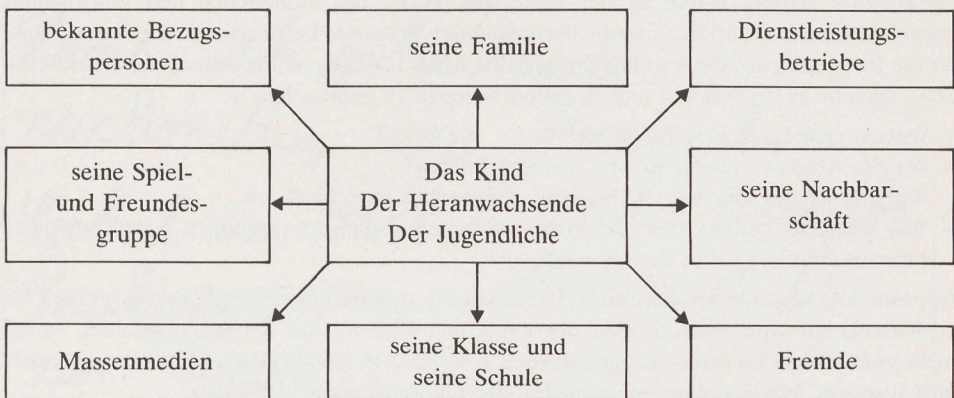 bekannte Bezugs-
personen
seine Familie
Dienstleistungs-
betriebe
seine Spiel-
und Freundes-
gruppe
Das Kind
Der Heranwachsende
Der Jugendliche
seine Nachbar-
schaft
Massenmedien
seine Klasse und
seine Schule
Fremde